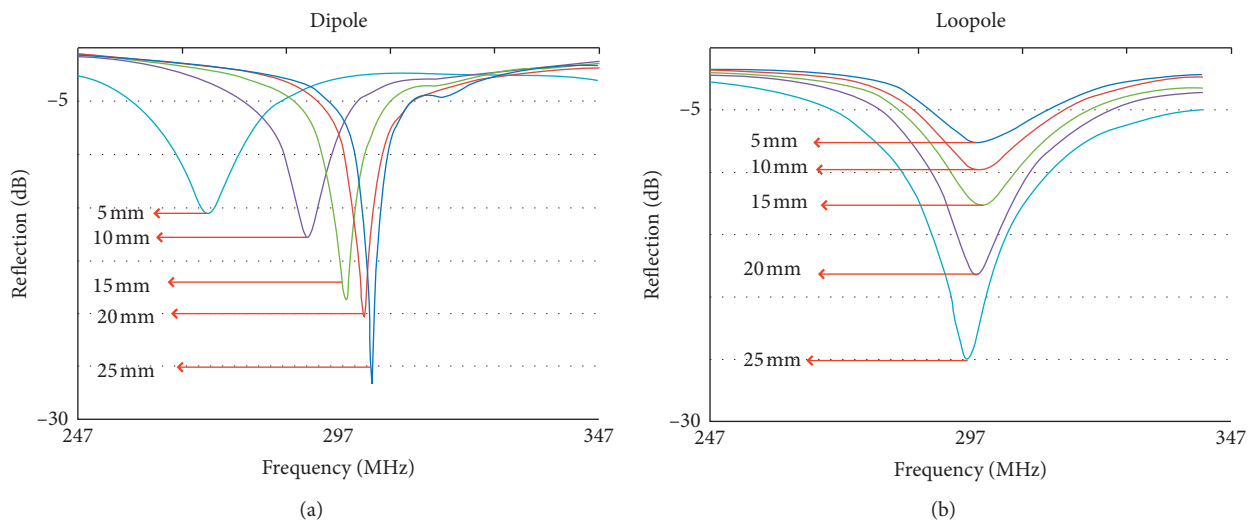 Dipole
Reflection (dB)
−5
5 mm
10 mm
15 mm
20 mm
25 mm
−30
247
297
347
Frequency (MHz)
(a)
Loopole
Reflection (dB)
−5
5 mm
10 mm
15 mm
20 mm
25 mm
−30
247
297
347
Frequency (MHz)
(b)